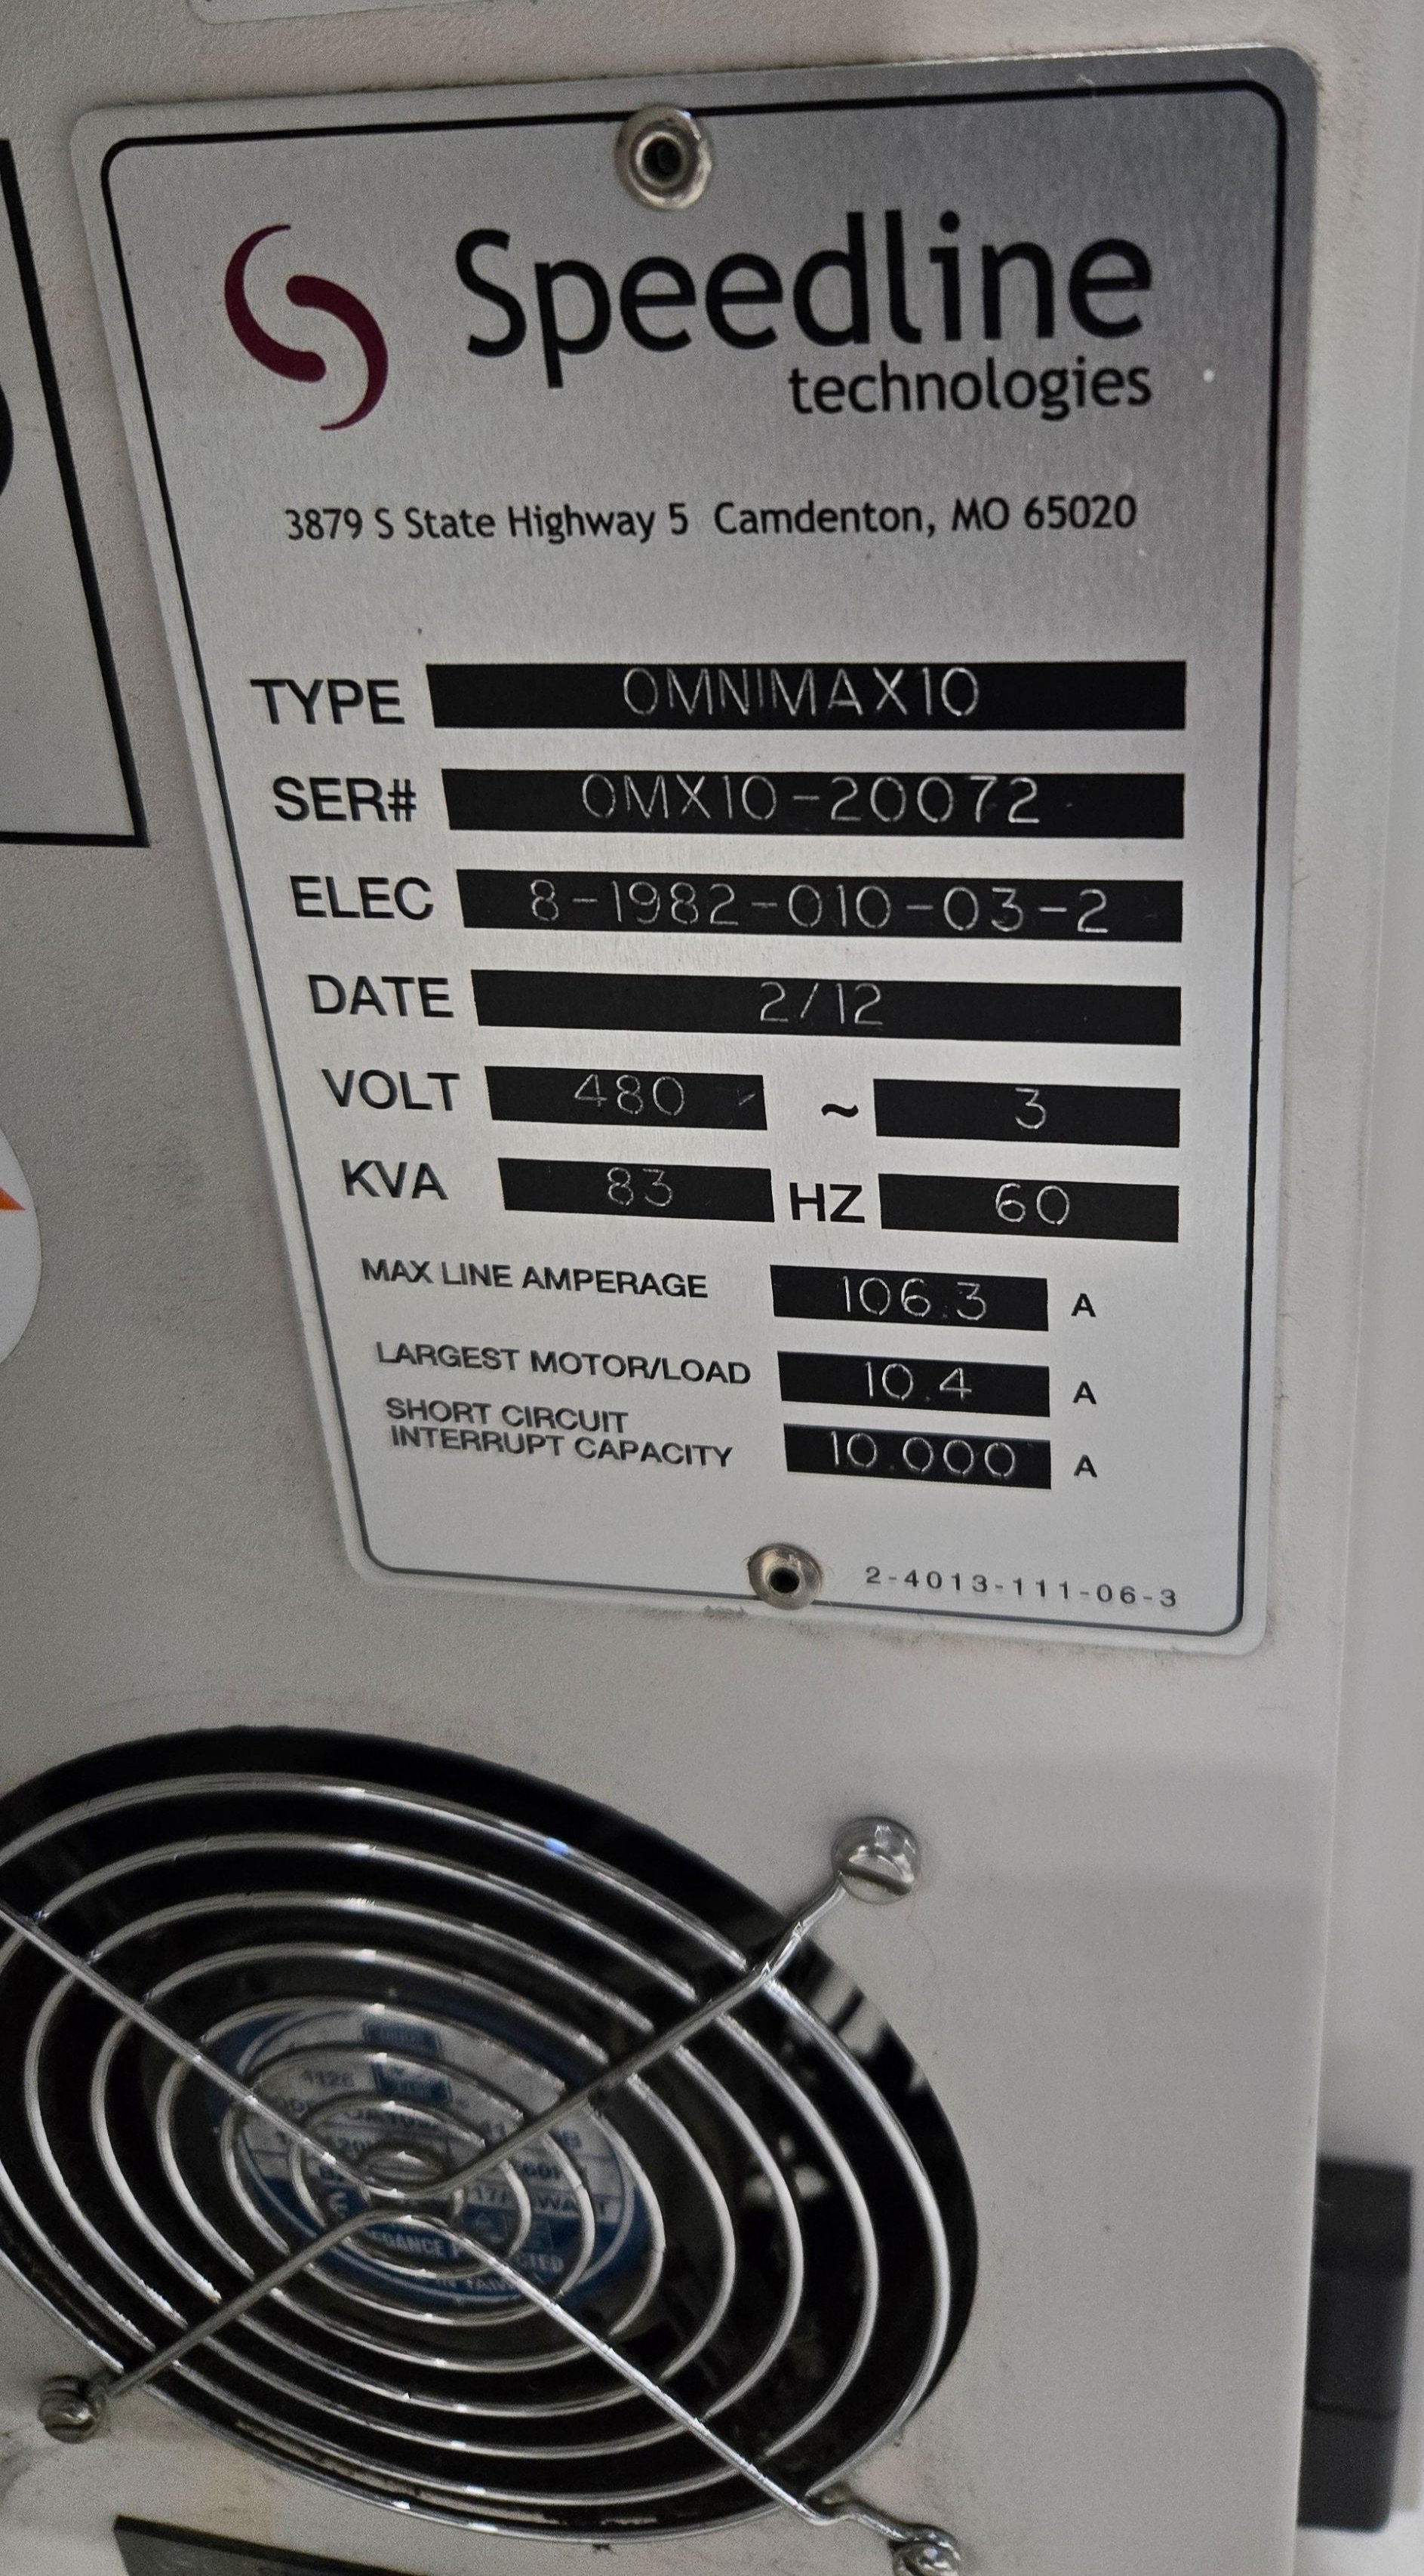 Speedline
technologies
3879 S State Highway 5 Camdenton, MO 65020
TYPE OMNIMAX10
SER# OMX10-20072
ELEC 8-1982-010-03-2
DATE 2/12
VOLT 480 ~ 3
KVA 83 HZ 60
MAX LINE AMPERAGE 106.3 A
LARGEST MOTOR/LOAD 10.4 A
SHORT CIRCUIT
INTERRUPT CAPACITY 10.000 A
2-4013-111-06-3